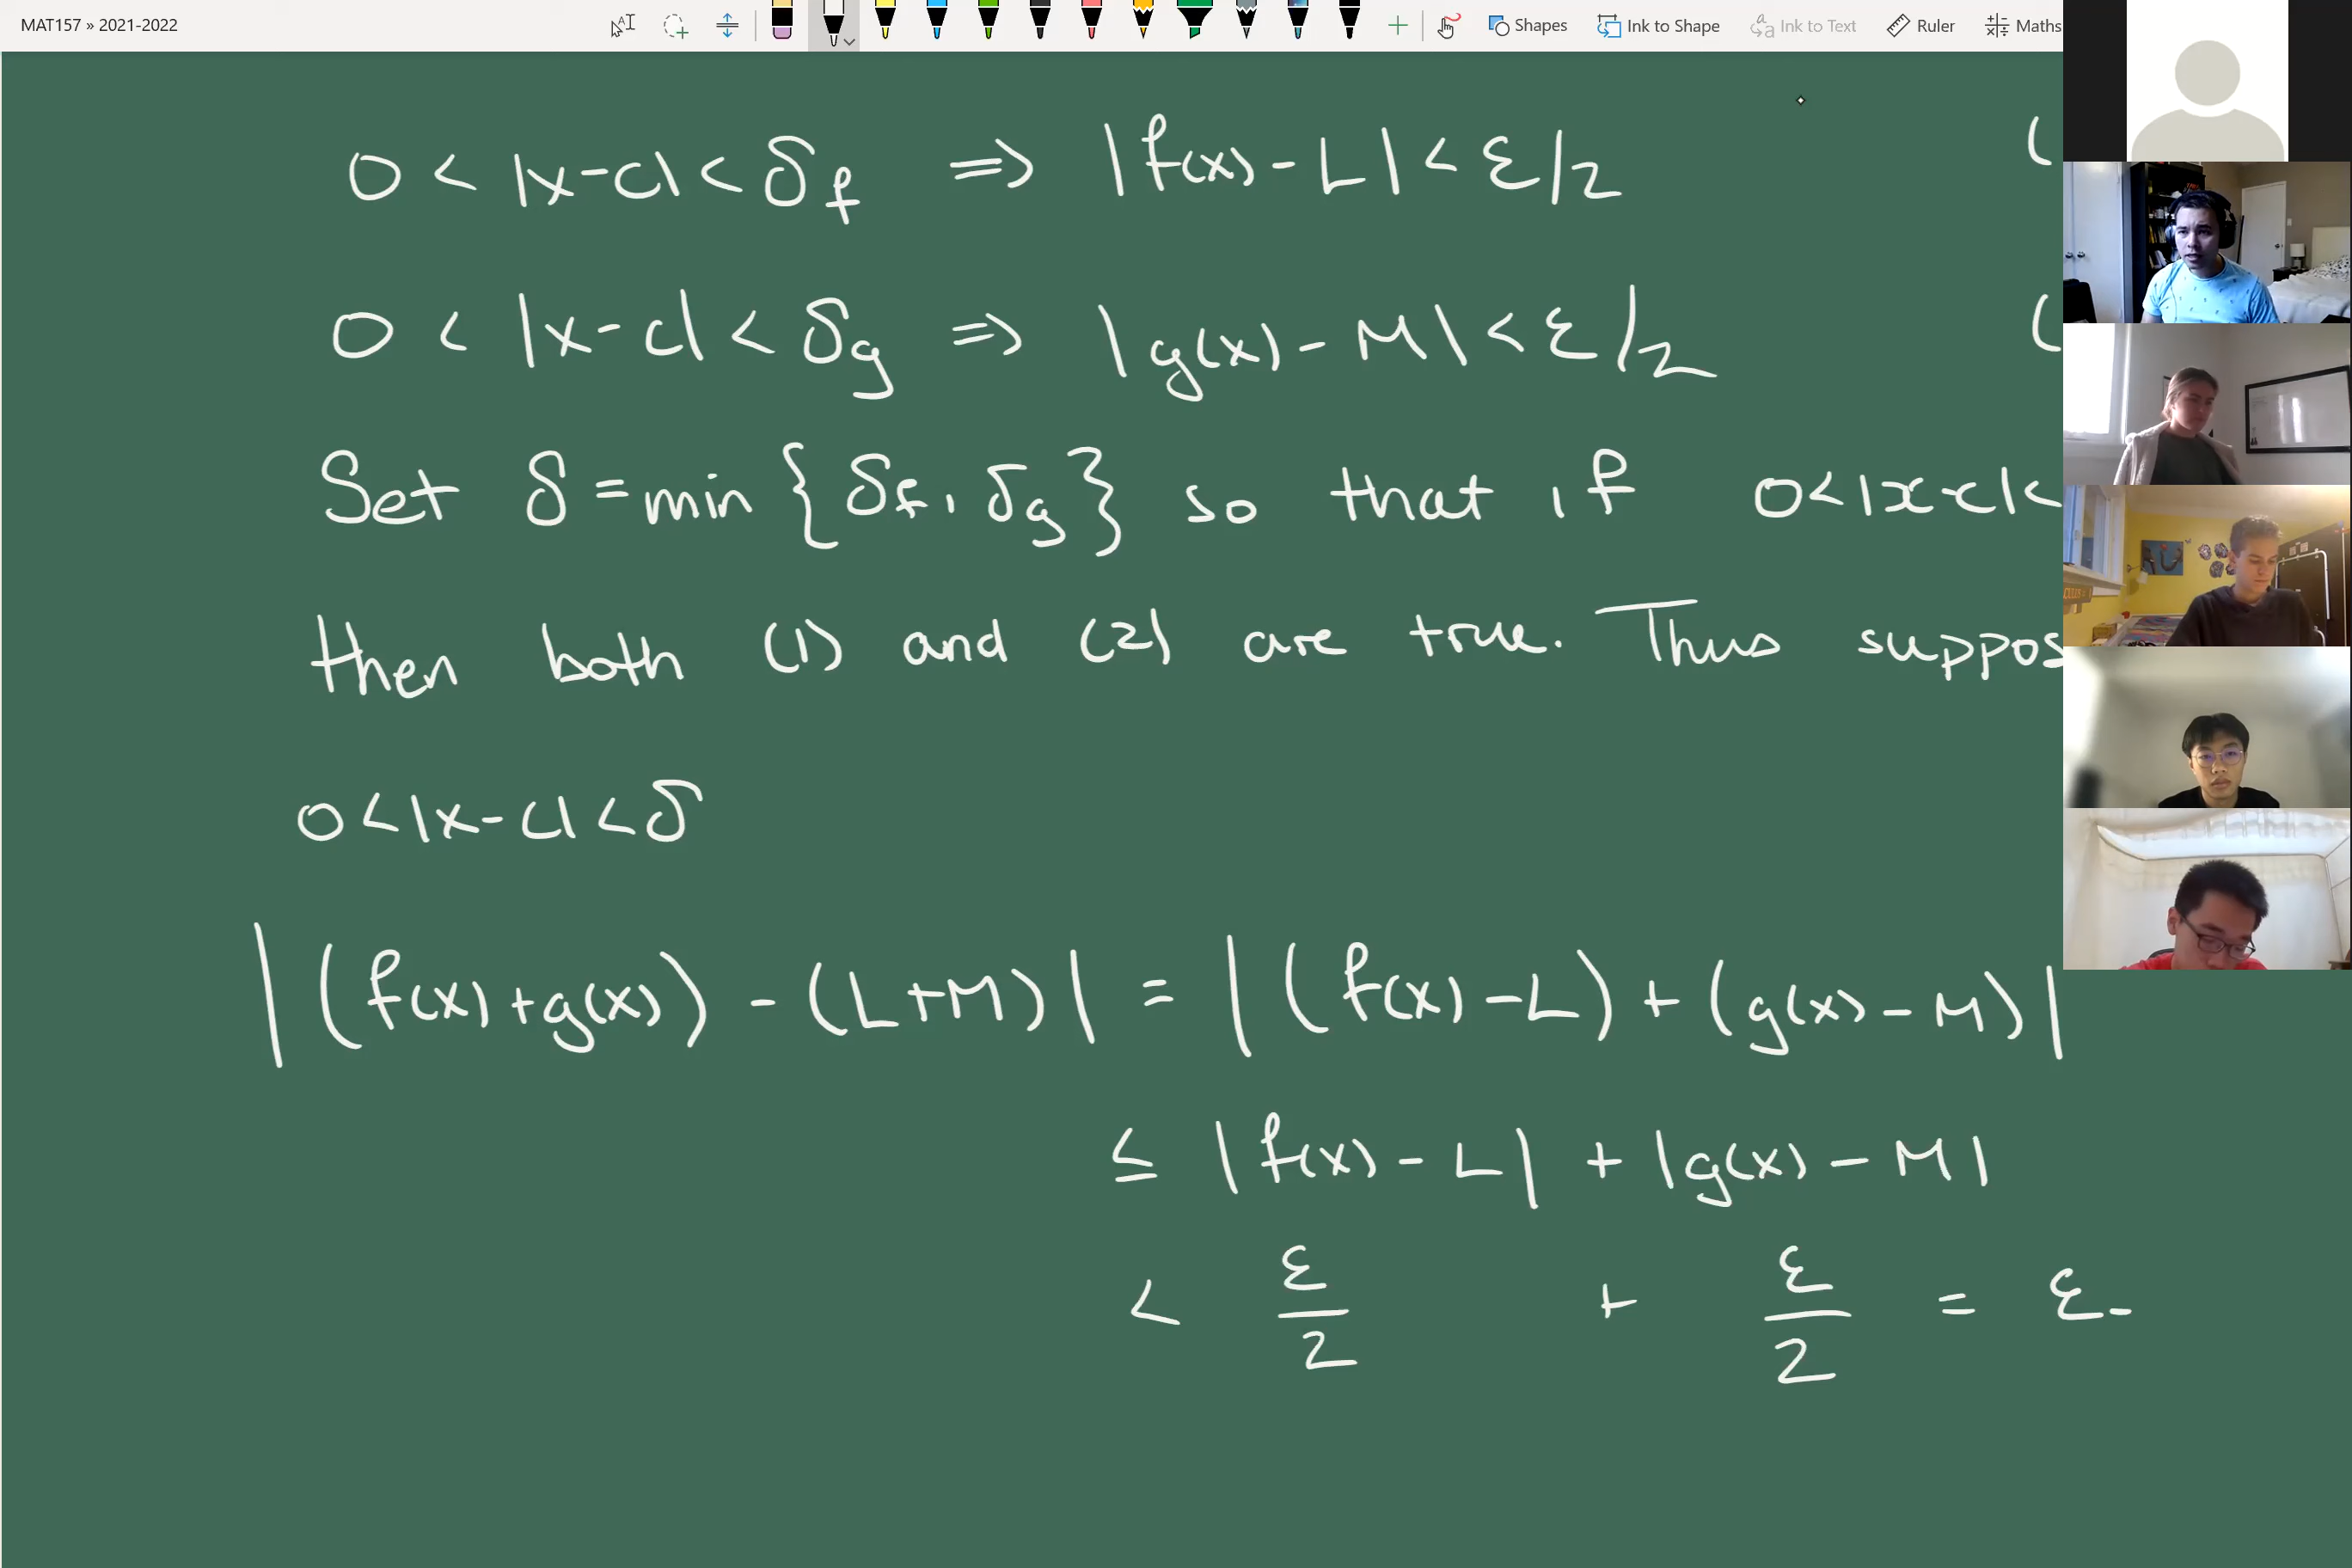 MAT157 » 2021-2022
Shapes Ink to Shape Ink to Text Ruler Maths
0 < |x-c| < δ_f ⇒ |f(x) - L| < ε/2 (
0 < |x-c| < δ_g ⇒ |g(x) - M| < ε/2 (
Set δ = min { δ_f, δ_g } so that if 0<|x-c|<
then both (1) and (2) are true. Thus suppos
0<|x-c|<δ
|(f(x)+g(x)) - (L+M)| = |(f(x)-L) + (g(x)-M)|
≤ |f(x) - L| + |g(x) - M|
< ε/2 + ε/2 = ε.